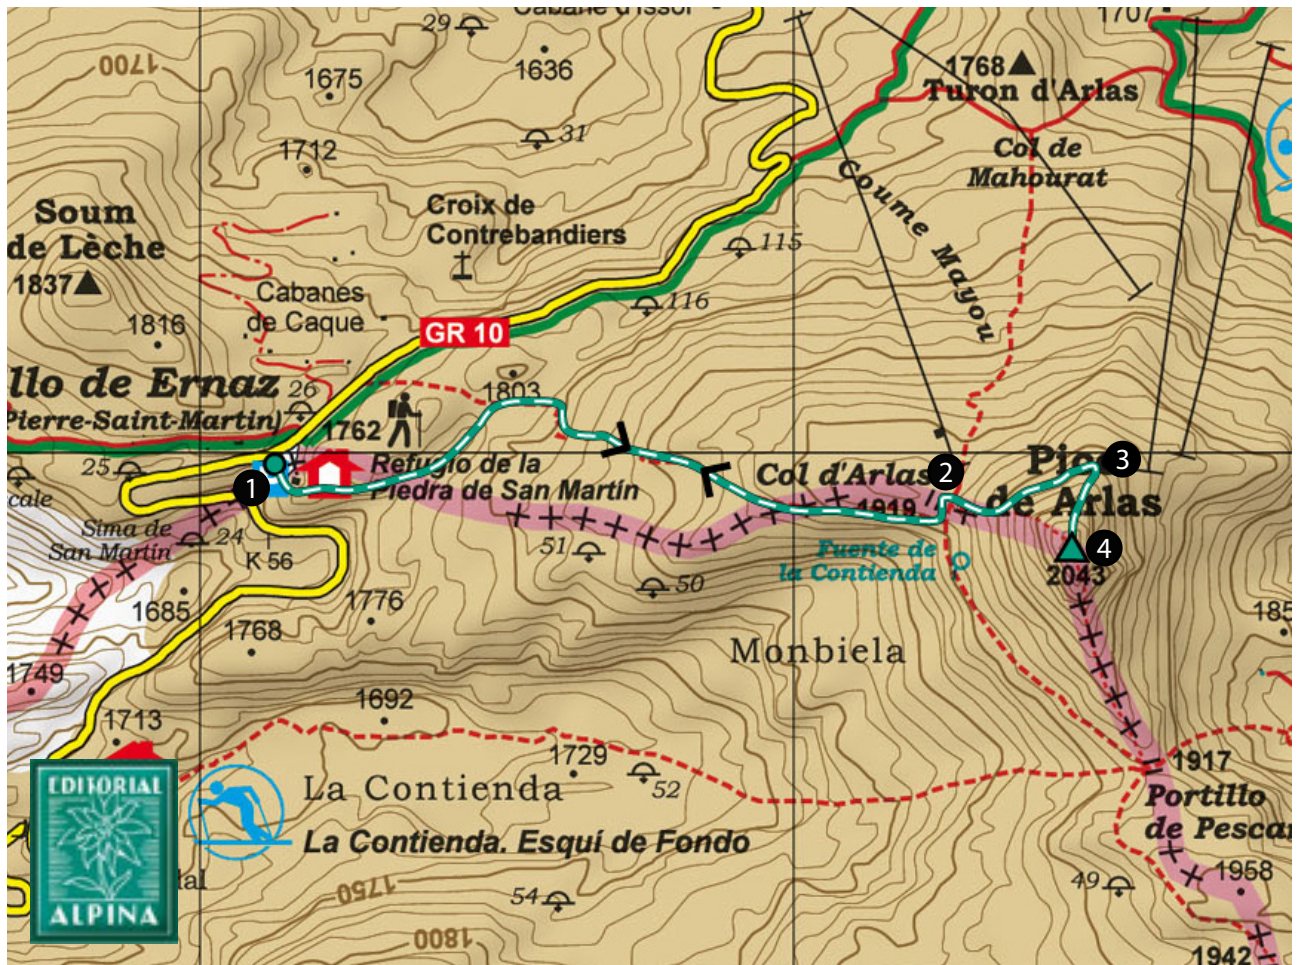 29
1707
1700
1675
1636
1768
Turon d'Arlas
31
1712
Col de
Mahourat
Coume Mayou
Soum
de Lèche
1837
Croix de
Contrebandiers
115
116
Cabanes
de Caque
1816
GR 10
llo de Ernaz
Pierre-Saint-Martin)
26
1803
1762
25
Refugio de la
Piedra de San Martín
Col d'Arlas
1919
Pico
de Arlas
1
2
3
4
cale
Sima de
San Martín
24
K 56
51
50
Fuente de
la Contienda
2043
1685
1776
1768
Monbiela
185
1749
1692
1713
1729
52
1917
Portillo
de Pescar
EDITORIAL
ALPINA
La Contienda
La Contienda. Esquí de Fondo
dal
1750
54
49
1958
1800
1942